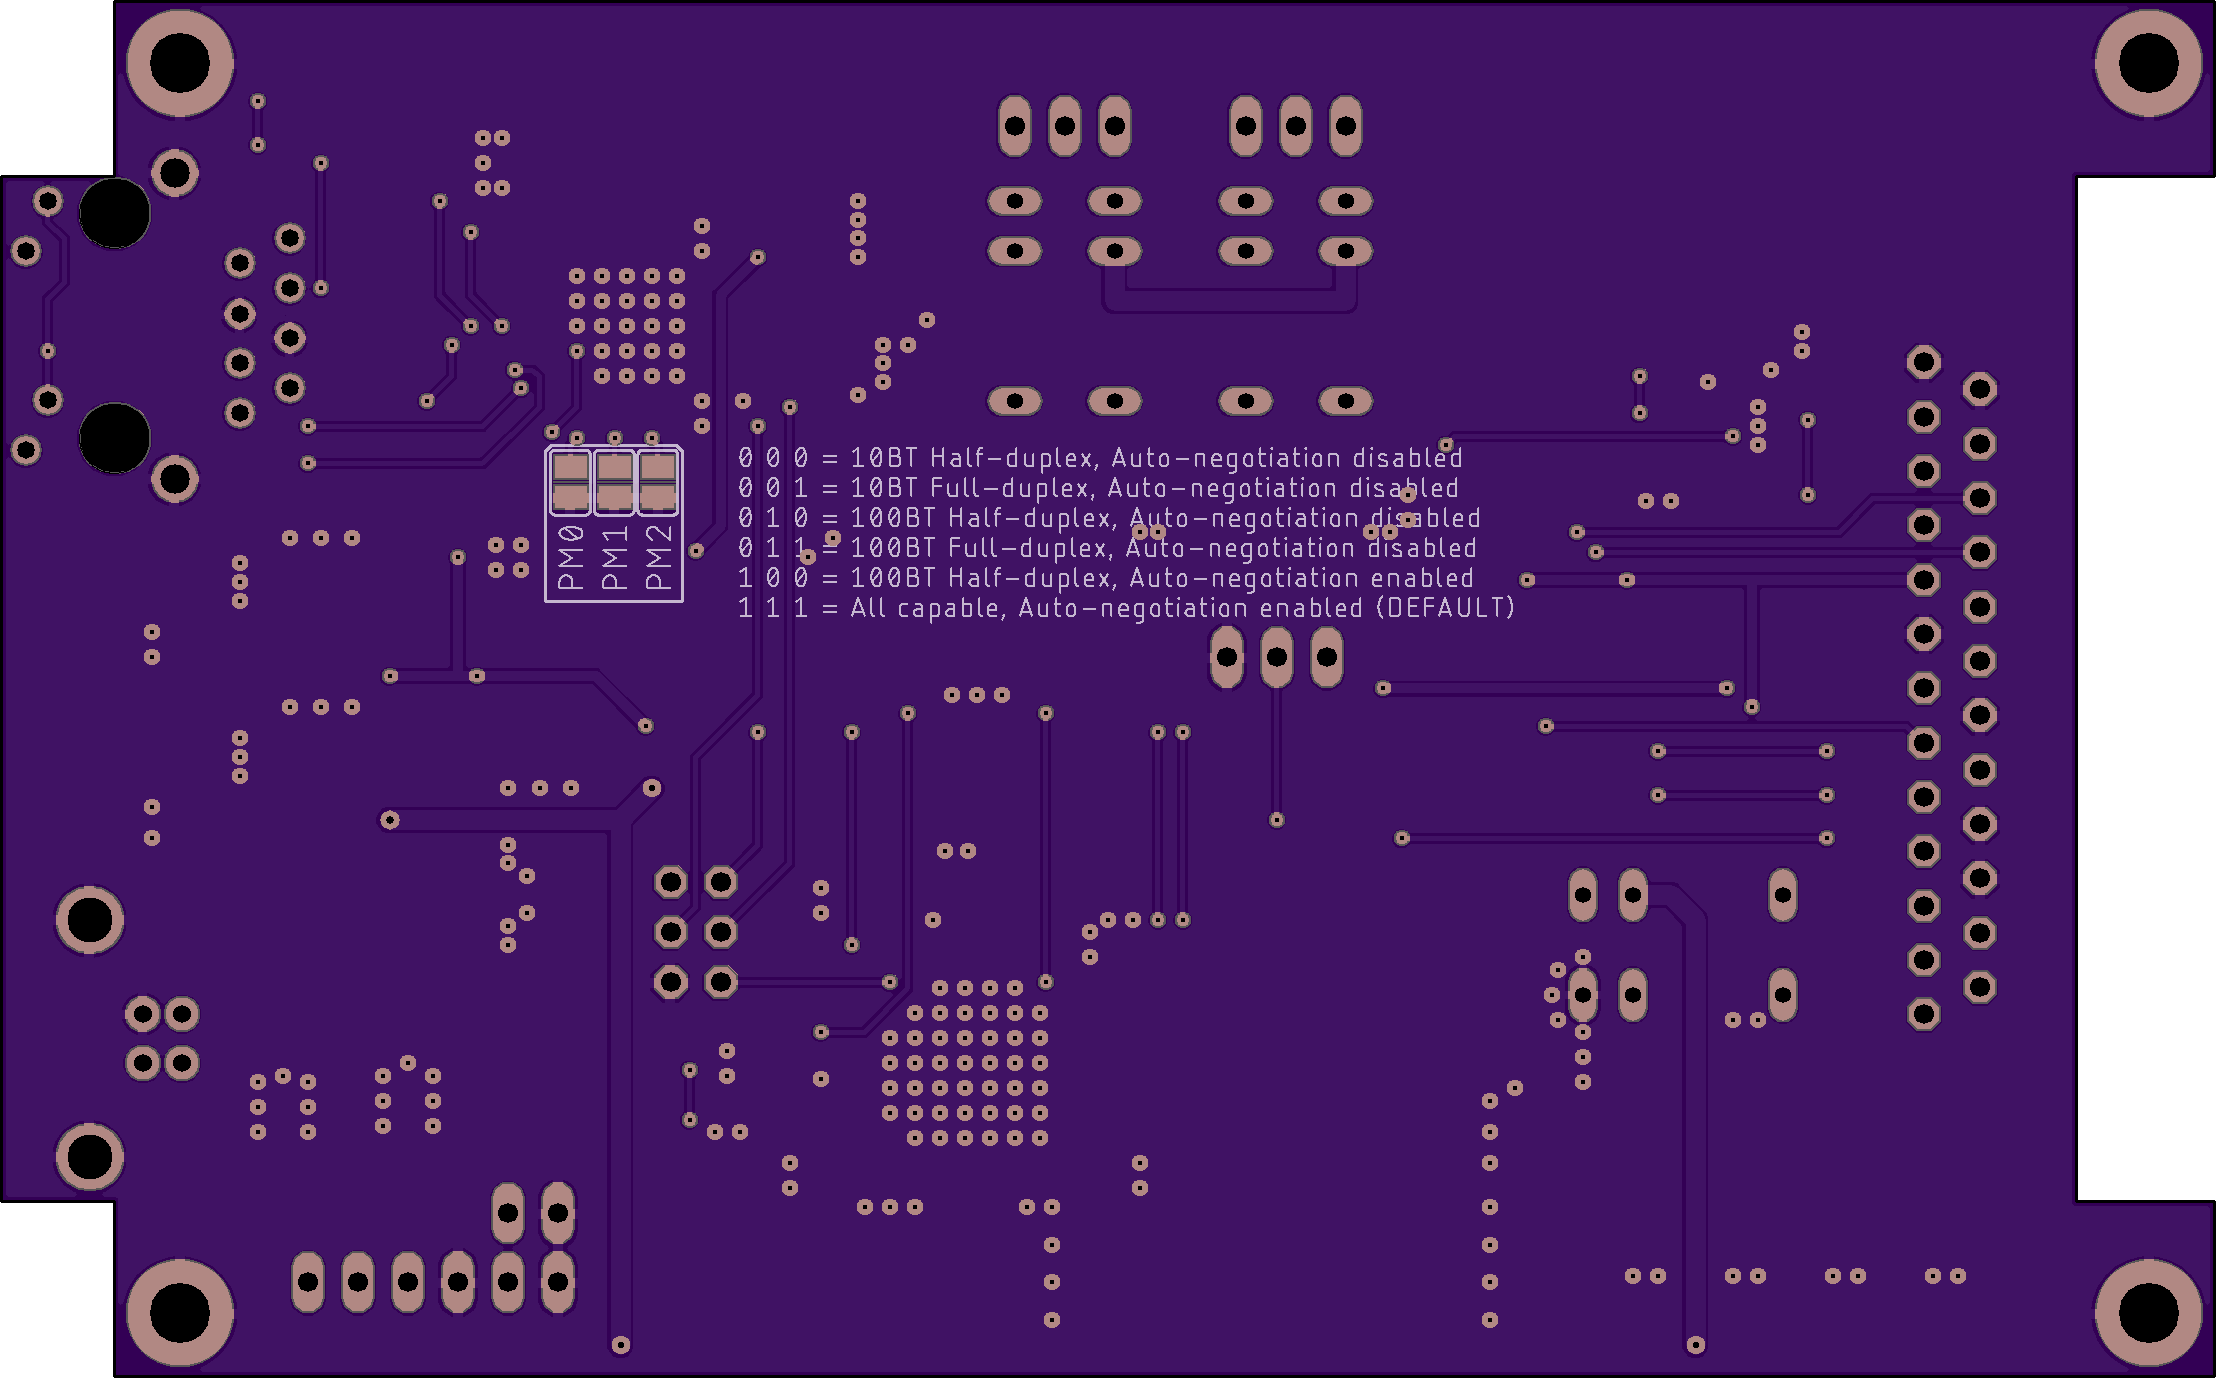 PM0
PM1
PM2
0 0 0 = 10BT Half-duplex, Auto-negotiation disabled
0 0 1 = 10BT Full-duplex, Auto-negotiation disabled
0 1 0 = 100BT Half-duplex, Auto-negotiation disabled
0 1 1 = 100BT Full-duplex, Auto-negotiation disabled
1 0 0 = 100BT Half-duplex, Auto-negotiation enabled
1 1 1 = All capable, Auto-negotiation enabled (DEFAULT)